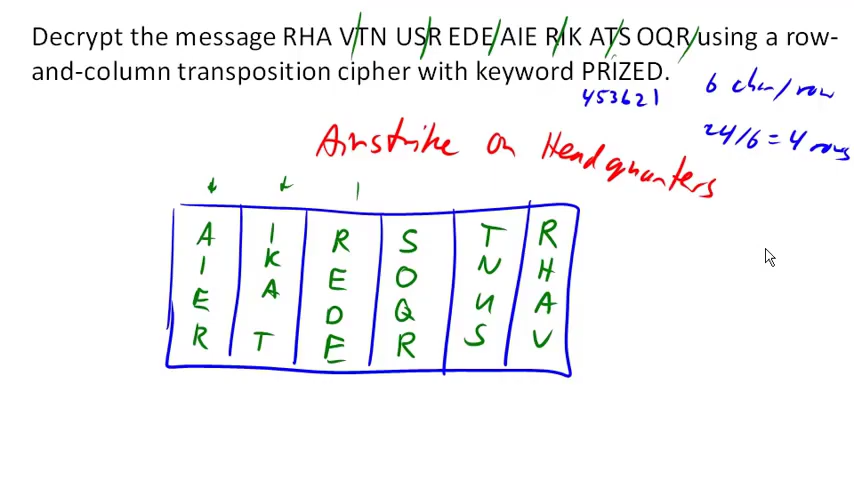 Decrypt the message RHA VTN USR EDE AIE RIK ATS OQR using a row-
and-column transposition cipher with keyword PRIZED.
453621
6 char/row
24/6 = 4 rows
Airstrike on Headquarters
A I R S T R
I K E O N H
E A D Q U A
R T E R S V